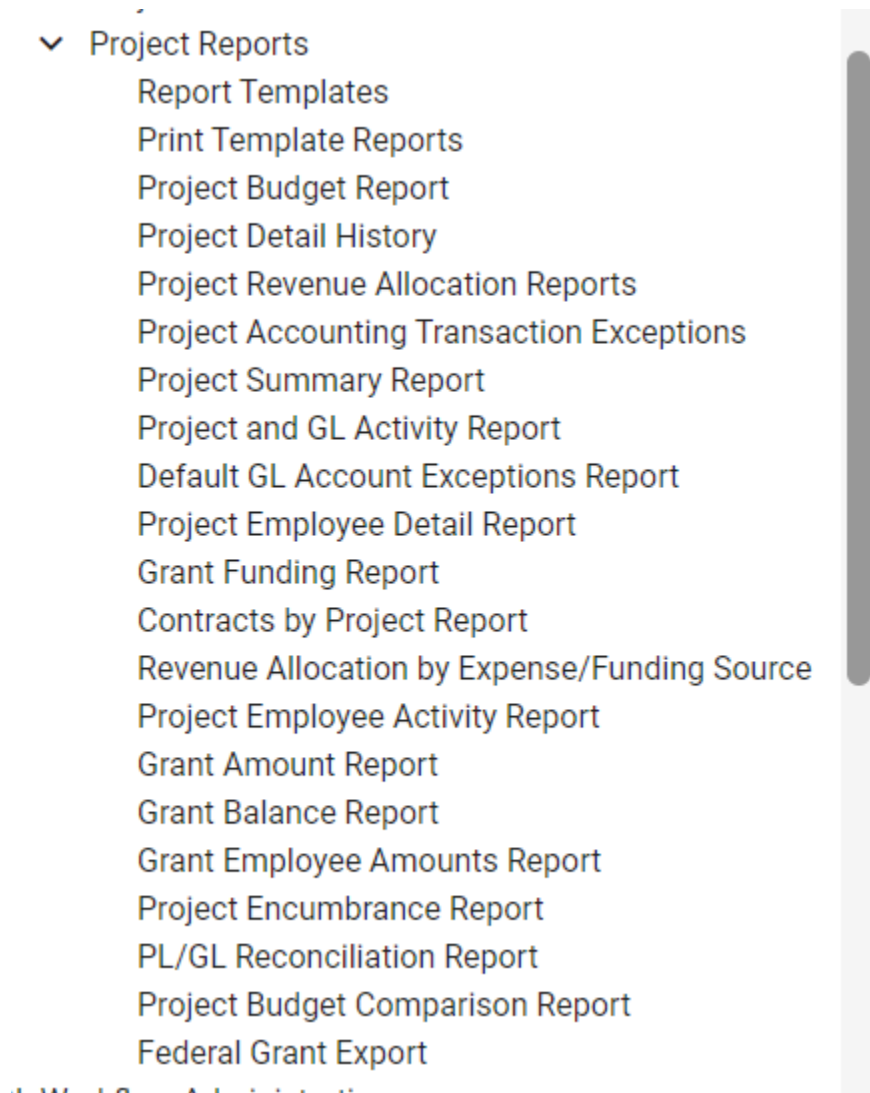 Project Reports
Report Templates
Print Template Reports
Project Budget Report
Project Detail History
Project Revenue Allocation Reports
Project Accounting Transaction Exceptions
Project Summary Report
Project and GL Activity Report
Default GL Account Exceptions Report
Project Employee Detail Report
Grant Funding Report
Contracts by Project Report
Revenue Allocation by Expense/Funding Source
Project Employee Activity Report
Grant Amount Report
Grant Balance Report
Grant Employee Amounts Report
Project Encumbrance Report
PL/GL Reconciliation Report
Project Budget Comparison Report
Federal Grant Export